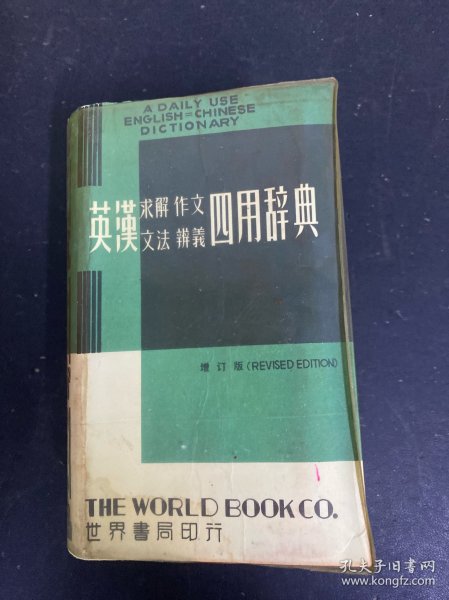 A DAILY USE
ENGLISH=CHINESE
DICTIONARY
英漢求解作文四用辞典
文法辨義
增订版(REVISED EDITION)
THE WORLD BOOK CO.
世界書局印行
孔夫子旧书网
www.kongfz.com